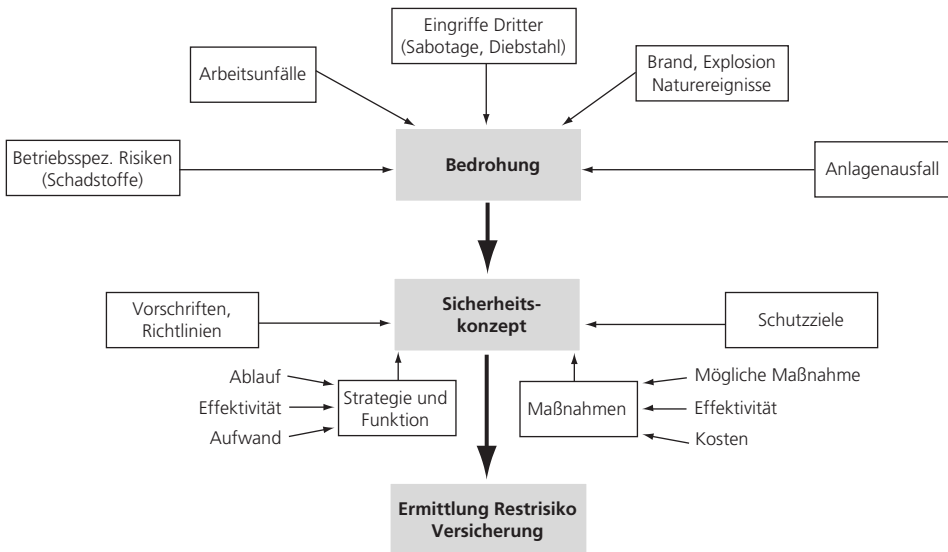 Eingriffe Dritter
(Sabotage, Diebstahl)
Arbeitsunfälle
Brand, Explosion
Naturereignisse
Betriebsspez. Risiken
(Schadstoffe)
Bedrohung
Anlagenausfall
Vorschriften,
Richtlinien
Sicherheits-
konzept
Schutzziele
Ablauf
Effektivität
Aufwand
Strategie und
Funktion
Maßnahmen
Mögliche Maßnahme
Effektivität
Kosten
Ermittlung Restrisiko
Versicherung